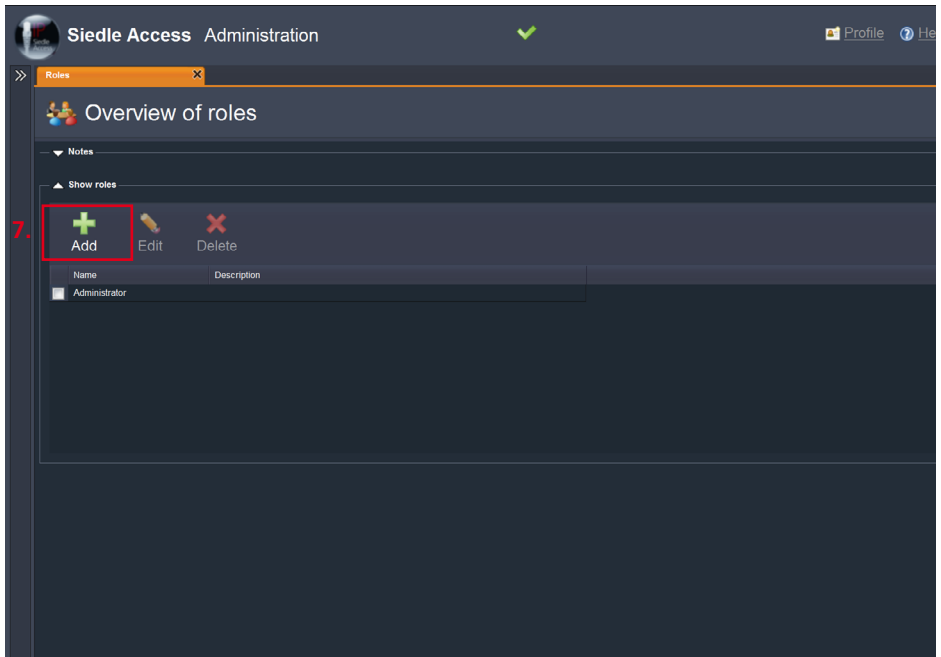 Siedle Access Administration
Profile
He
Roles
Overview of roles
Notes
Show roles
7.
Add Edit Delete
Name Description
Administrator